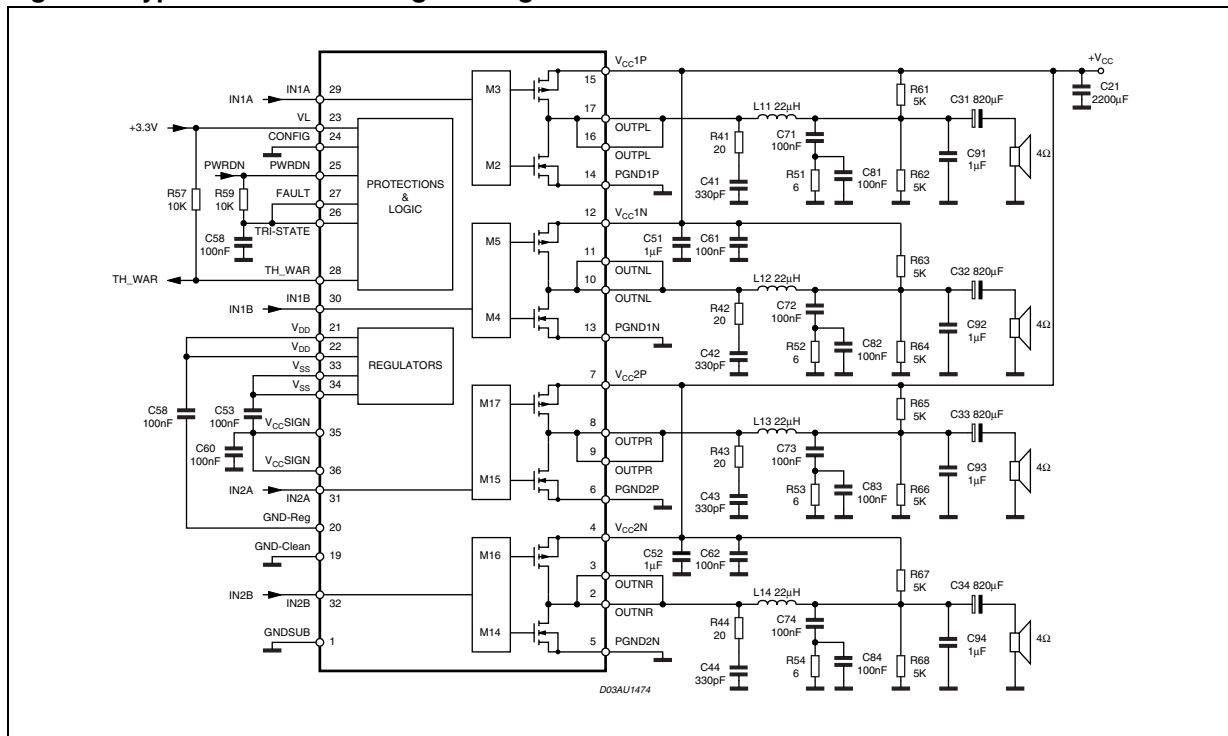 IN1A
IN1A
29
VL
23
+3.3V
CONFIG
24
PWRDN
PWRDN
25
R57
10K
R59
10K
FAULT
27
26
TRI-STATE
C58
100nF
TH_WAR
TH_WAR
28
IN1B
IN1B
30
PROTECTIONS
&
LOGIC
VDD
21
VDD
22
VSS
33
VSS
34
REGULATORS
C58
100nF
C53
100nF
VCCSIGN
35
C60
100nF
VCCSIGN
36
IN2A
IN2A
31
GND-Reg
20
GND-Clean
19
IN2B
IN2B
32
GNDSUB
1
M3
M2
15
VCC1P
17
16
OUTPL
OUTPL
14
PGND1P
M5
M4
12
VCC1N
11
10
OUTNL
OUTNL
13
PGND1N
M17
M15
7
VCC2P
8
9
OUTPR
OUTPR
6
PGND2P
M16
M14
4
VCC2N
3
2
OUTNR
OUTNR
5
PGND2N
+VCC
C21
2200µF
R61
5K
L11 22µH
C31 820µF
R41
20
C71
100nF
C41
330pF
R51
6
C81
100nF
R62
5K
C91
1µF
4Ω
C51
1µF
C61
100nF
R63
5K
L12 22µH
C32 820µF
R42
20
C72
100nF
C42
330pF
R52
6
C82
100nF
R64
5K
C92
1µF
4Ω
R65
5K
L13 22µH
C33 820µF
R43
20
C73
100nF
C43
330pF
R53
6
C83
100nF
R66
5K
C93
1µF
4Ω
C52
1µF
C62
100nF
R67
5K
L14 22µH
C34 820µF
R44
20
C74
100nF
C44
330pF
R54
6
C84
100nF
R68
5K
C94
1µF
4Ω
D03AU1474